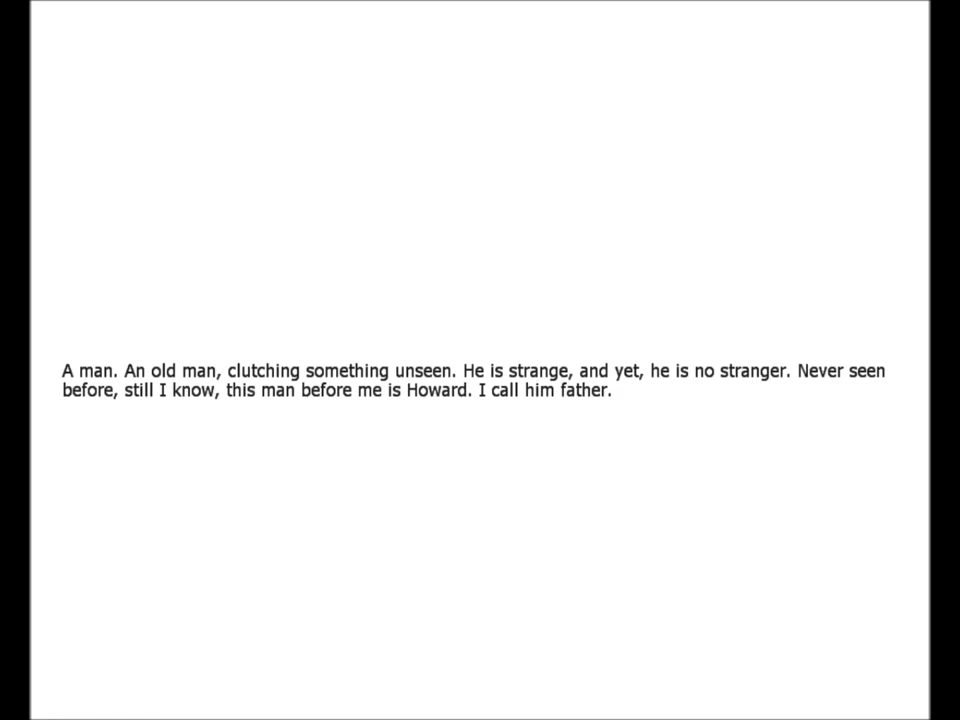 A man. An old man, clutching something unseen. He is strange, and yet, he is no stranger. Never seen
before, still I know, this man before me is Howard. I call him father.